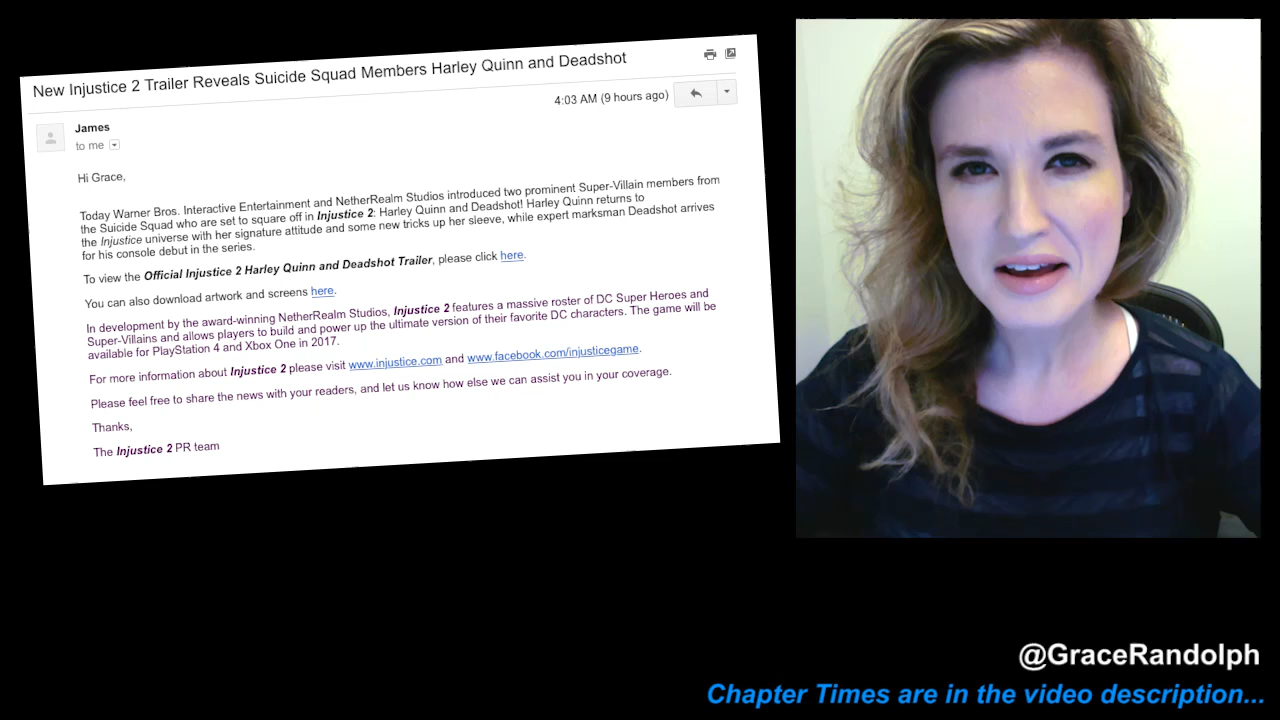 New Injustice 2 Trailer Reveals Suicide Squad Members Harley Quinn and Deadshot
James
4:03 AM (9 hours ago)
to me
Hi Grace,
Today Warner Bros. Interactive Entertainment and NetherRealm Studios introduced two prominent Super-Villain members from
the Suicide Squad who are set to square off in Injustice 2: Harley Quinn and Deadshot! Harley Quinn returns to
the Injustice universe with her signature attitude and some new tricks up her sleeve, while expert marksman Deadshot arrives
for his console debut in the series.
To view the Official Injustice 2 Harley Quinn and Deadshot Trailer, please click here.
You can also download artwork and screens here.
In development by the award-winning NetherRealm Studios, Injustice 2 features a massive roster of DC Super Heroes and
Super-Villains and allows players to build and power up the ultimate version of their favorite DC characters. The game will be
available for PlayStation 4 and Xbox One in 2017.
For more information about Injustice 2 please visit www.injustice.com and www.facebook.com/injusticegame.
Please feel free to share the news with your readers, and let us know how else we can assist you in your coverage.
Thanks,
The Injustice 2 PR team
@GraceRandolph
Chapter Times are in the video description...